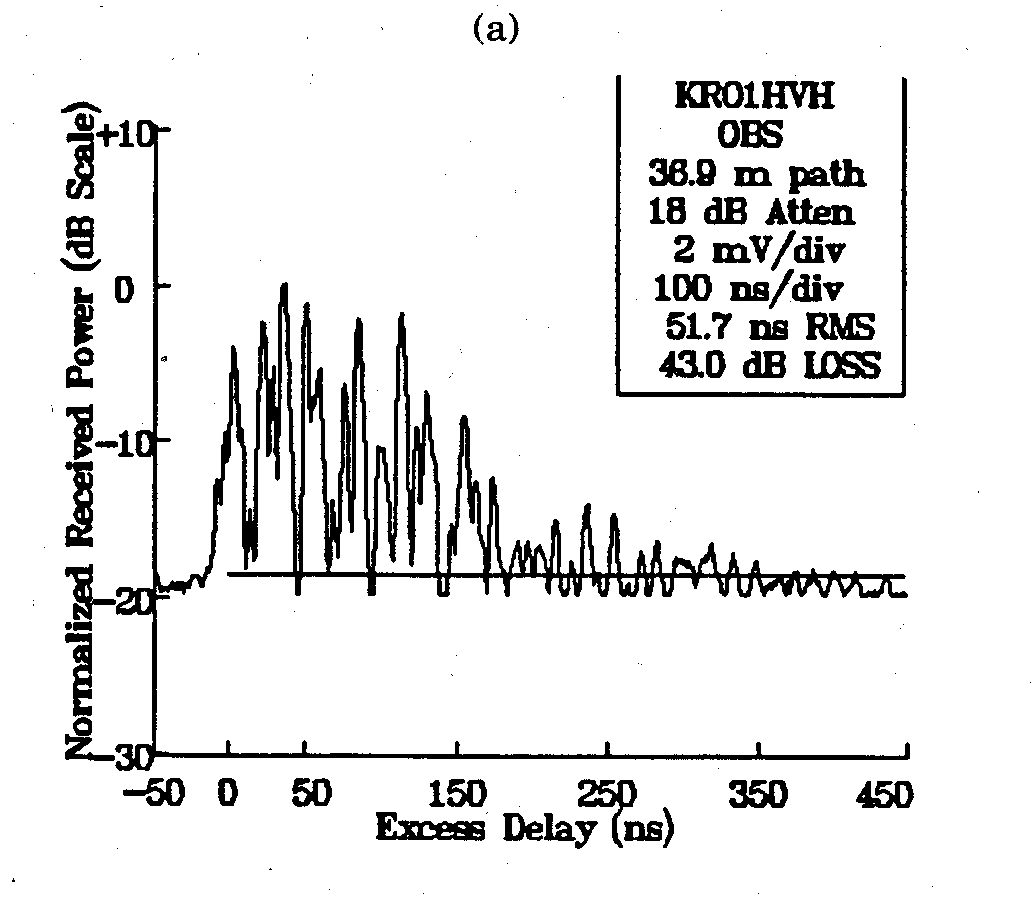 (a)
KR01HVH
OBS
36.9 m path
18 dB Atten
2 mV/div
100 ns/div
51.7 ns RMS
43.0 dB LOSS
Normalized Received Power (dB Scale)
+10
0
-10
-20
-30
-50 0 50 150 250 350 450
Excess Delay (ns)